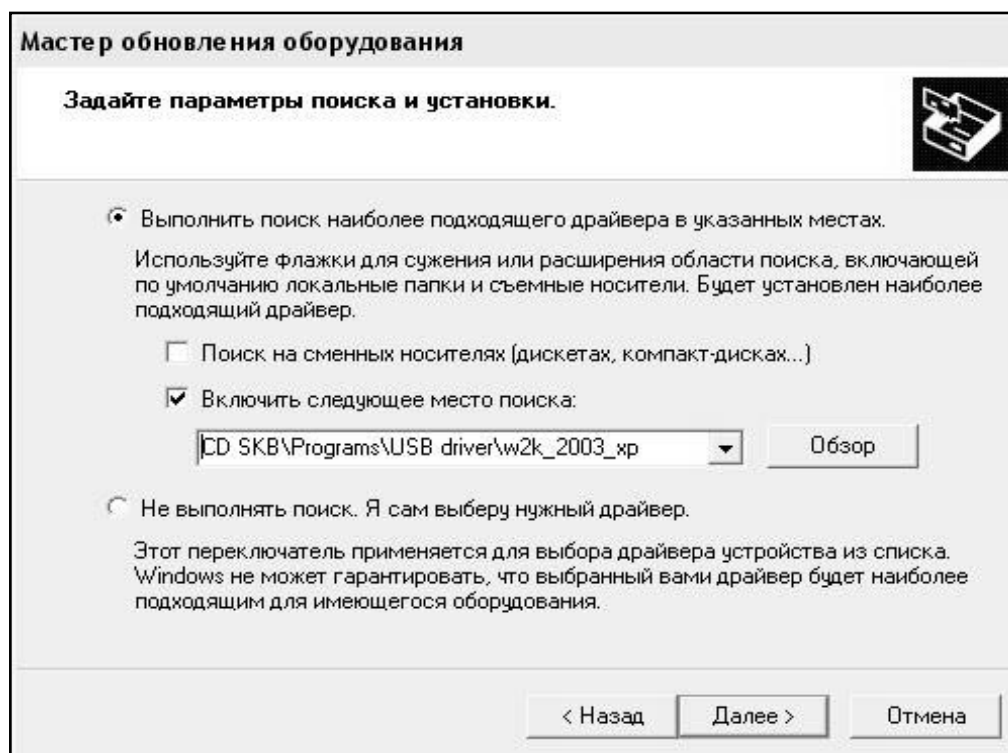 Мастер обновления оборудования
Задайте параметры поиска и установки.
Выполнить поиск наиболее подходящего драйвера в указанных местах.
Используйте флажки для сужения или расширения области поиска, включающей
по умолчанию локальные папки и съемные носители. Будет установлен наиболее
подходящий драйвер.
Поиск на сменных носителях (дискетах, компакт-дисках...)
Включить следующее место поиска:
CD SKB\Programs\USB driver\w2k_2003_xp
Обзор
Не выполнять поиск. Я сам выберу нужный драйвер.
Этот переключатель применяется для выбора драйвера устройства из списка.
Windows не может гарантировать, что выбранный вами драйвер будет наиболее
подходящим для имеющегося оборудования.
< Назад
Далее >
Отмена